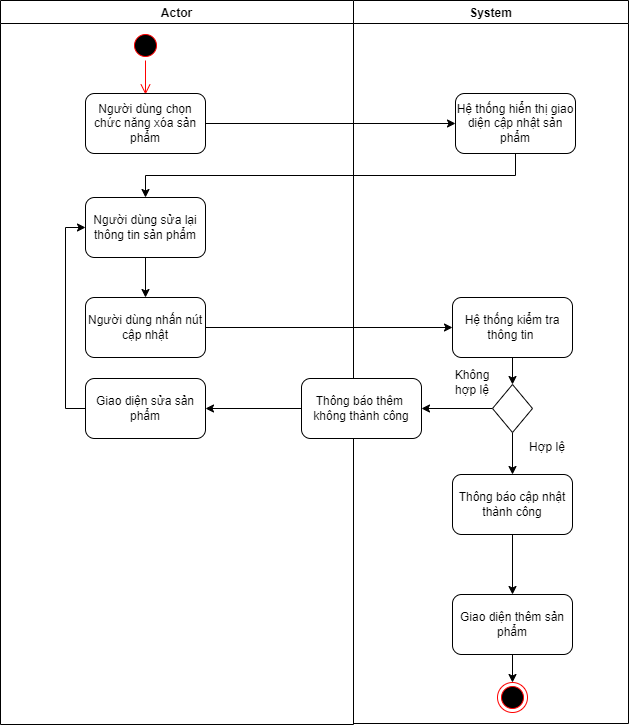 Actor
System
Người dùng chọn
chức năng xóa sản
phẩm
Hệ thống hiển thị giao
diện cập nhật sản
phẩm
Người dùng sửa lại
thông tin sản phẩm
Người dùng nhấn nút
cập nhật
Hệ thống kiểm tra
thông tin
Không
hợp lệ
Thông báo thêm
không thành công
Giao diện sửa sản
phẩm
Hợp lệ
Thông báo cập nhật
thành công
Giao diện thêm sản
phẩm